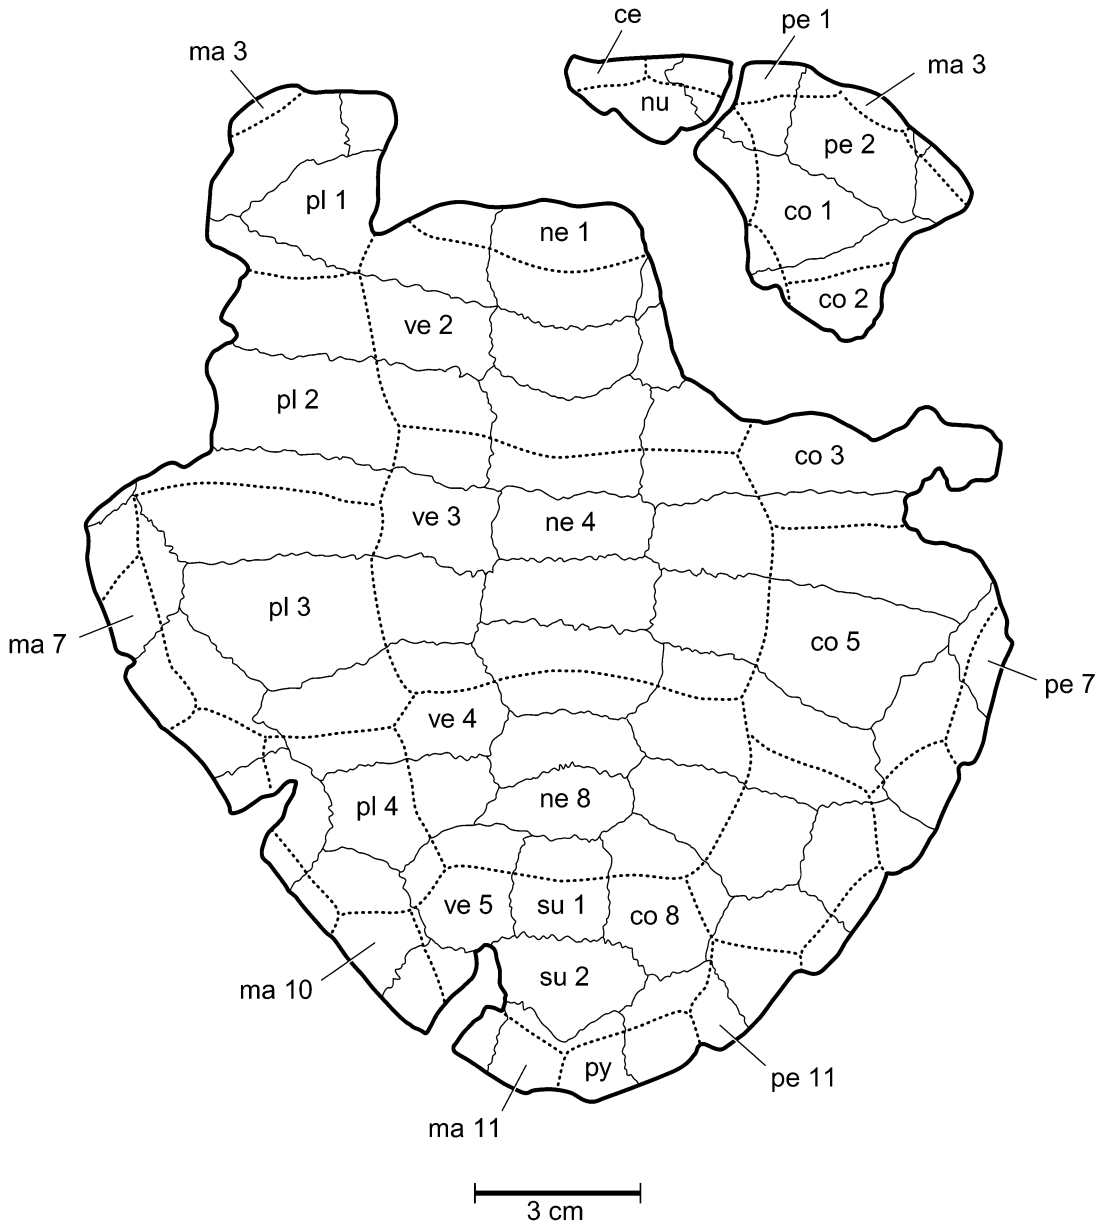 ce
pe 1
ma 3
ma 3
nu
pe 2
pl 1
co 1
ne 1
co 2
ve 2
pl 2
co 3
ve 3
ne 4
pl 3
ma 7
co 5
pe 7
ve 4
pl 4
ne 8
ve 5
su 1
co 8
su 2
ma 10
py
pe 11
ma 11
3 cm